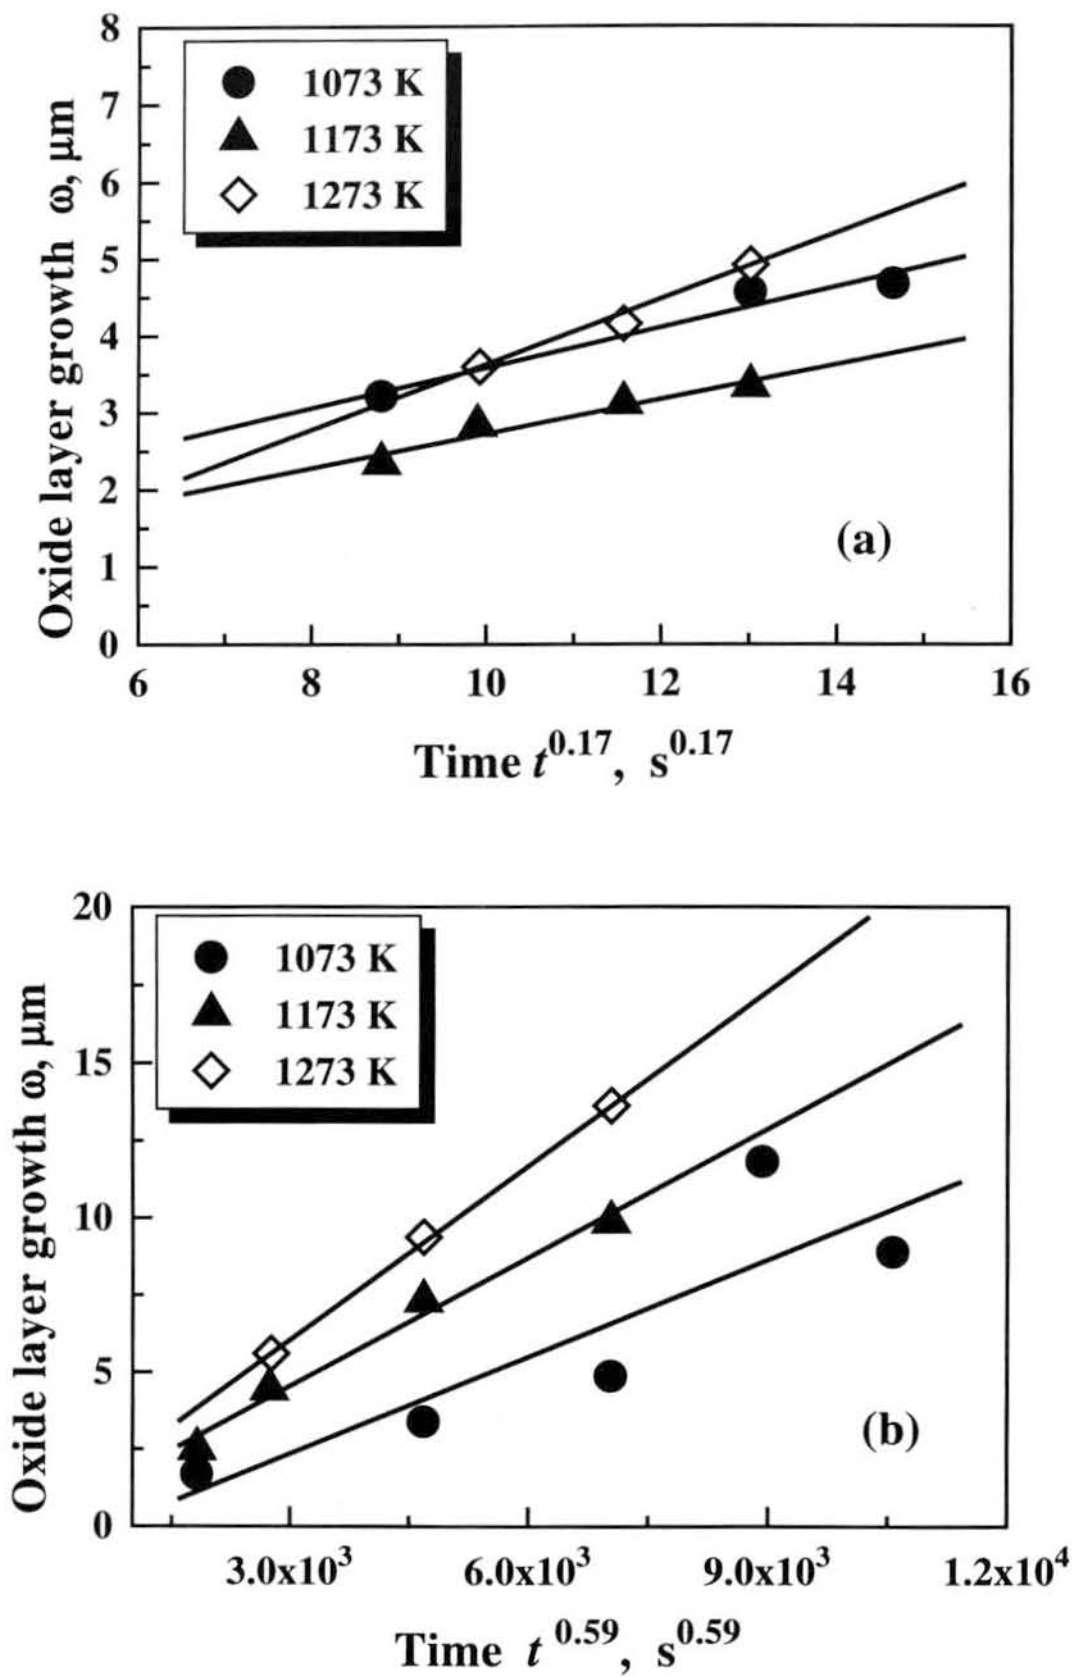 8
7
6
5
4
3
2
1
0
Oxide layer growth ω, μm
1073 K
1173 K
1273 K
(a)
6 8 10 12 14 16
Time t^0.17, s^0.17
20
15
10
5
0
Oxide layer growth ω, μm
1073 K
1173 K
1273 K
(b)
3.0x10^3 6.0x10^3 9.0x10^3 1.2x10^4
Time t^0.59, s^0.59